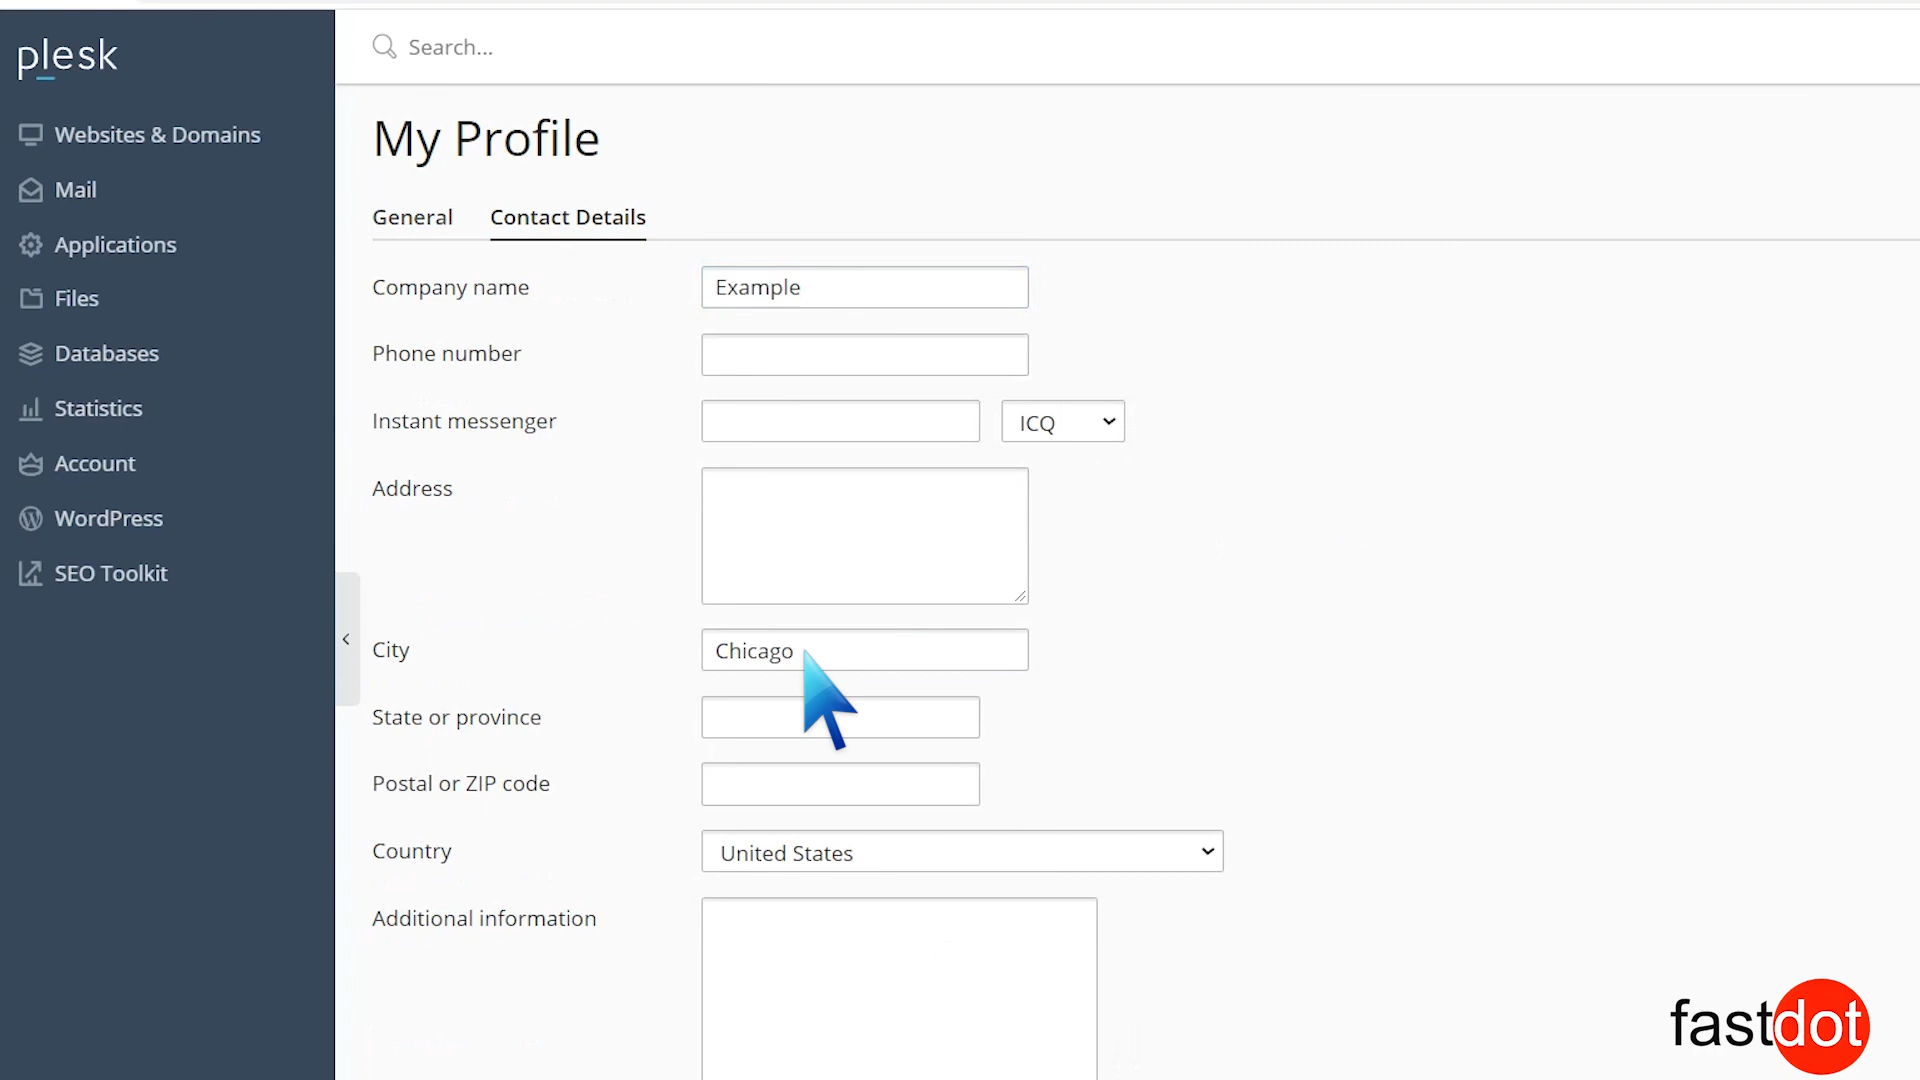 plesk
Search...
Websites & Domains
Mail
Applications
Files
Databases
Statistics
Account
WordPress
SEO Toolkit
My Profile
General Contact Details
Company name Example
Phone number
Instant messenger ICQ
Address
City Chicago
State or province
Postal or ZIP code
Country United States
Additional information
fastdot